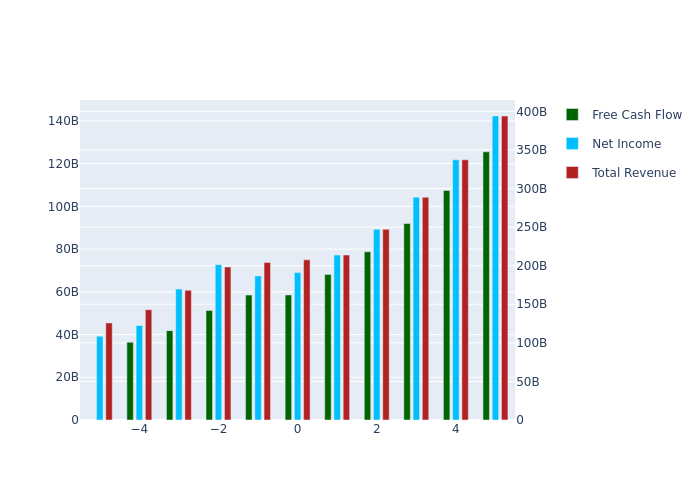 140B
120B
100B
80B
60B
40B
20B
0
400B
350B
300B
250B
200B
150B
100B
50B
0
−4
−2
0
2
4
Free Cash Flow
Net Income
Total Revenue